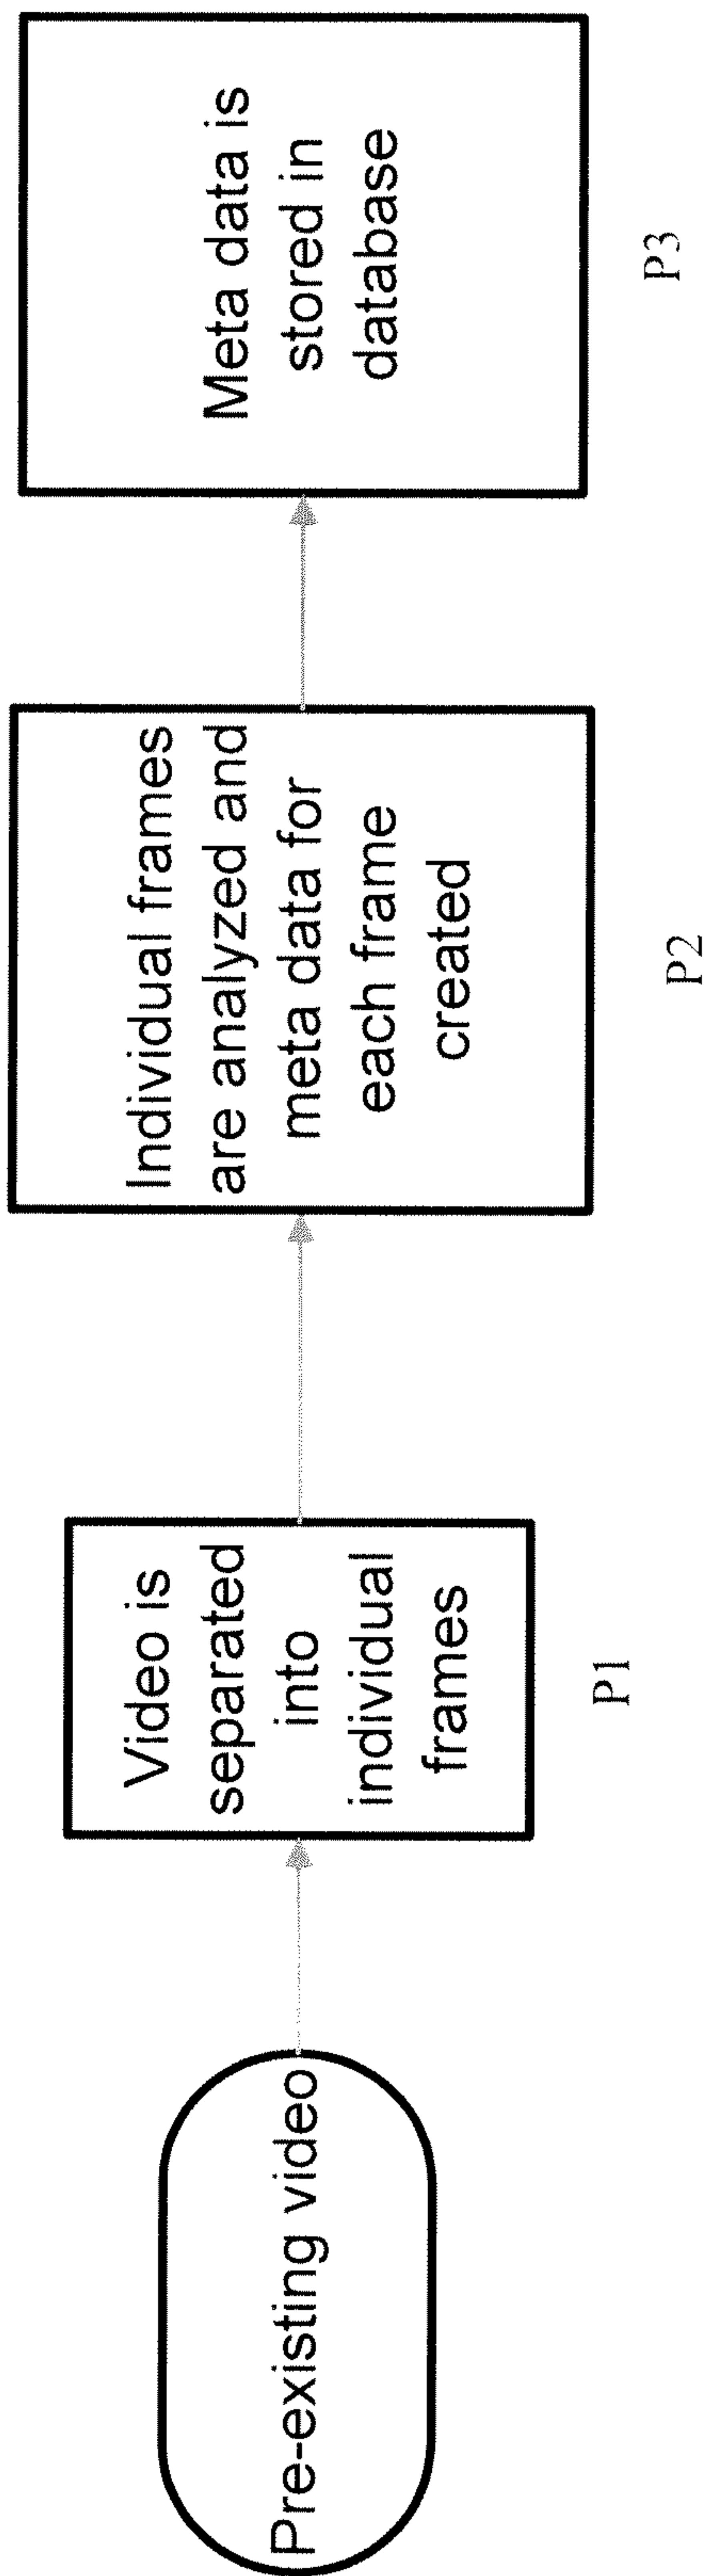 Pre-existing video
Video is
separated
into
individual
frames
P1
Individual frames
are analyzed and
meta data for
each frame
created
P2
Meta data is
stored in
database
P3